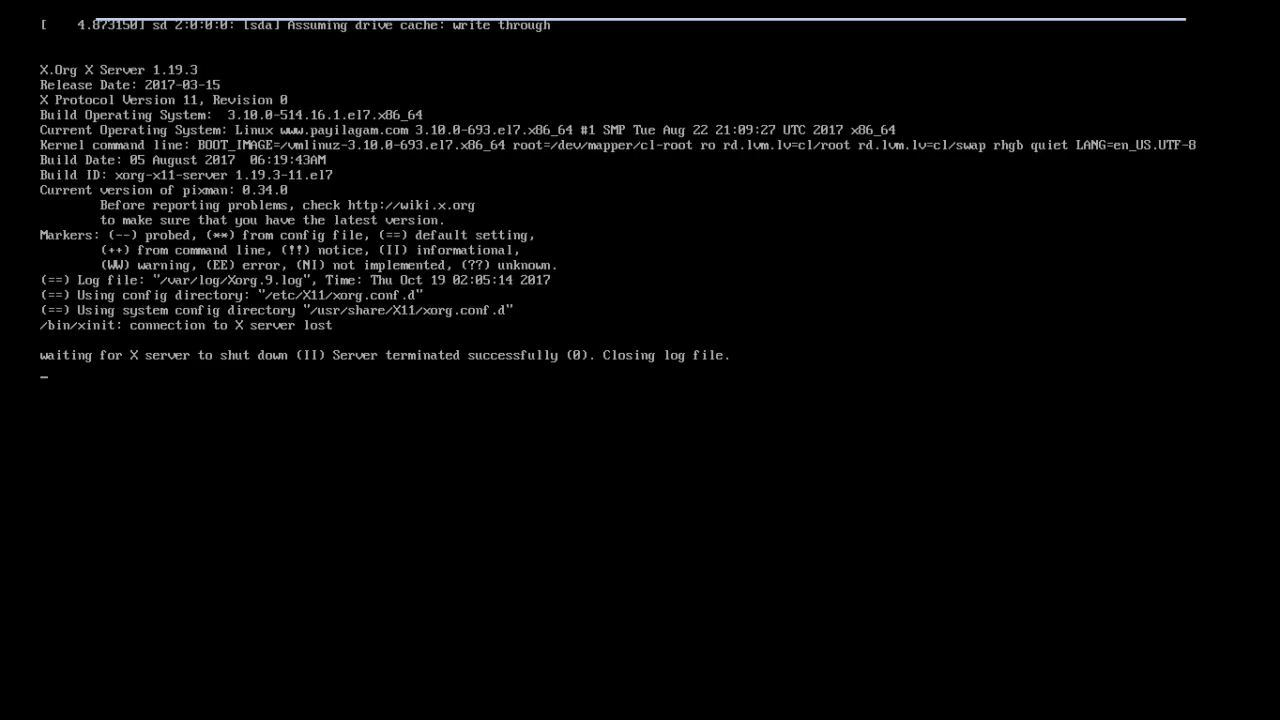 [    4.873150] sd 2:0:0:0: [sda] Assuming drive cache: write through
X.Org X Server 1.19.3
Release Date: 2017-03-15
X Protocol Version 11, Revision 0
Build Operating System:  3.10.0-514.16.1.el7.x86_64
Current Operating System: Linux www.payilagam.com 3.10.0-693.el7.x86_64 #1 SMP Tue Aug 22 21:09:27 UTC 2017 x86_64
Kernel command line: BOOT_IMAGE=/vmlinuz-3.10.0-693.el7.x86_64 root=/dev/mapper/cl-root ro rd.lvm.lv=cl/root rd.lvm.lv=cl/swap rhgb quiet LANG=en_US.UTF-8
Build Date: 05 August 2017  06:19:43AM
Build ID: xorg-x11-server 1.19.3-11.el7
Current version of pixman: 0.34.0
        Before reporting problems, check http://wiki.x.org
        to make sure that you have the latest version.
Markers: (--) probed, (**) from config file, (==) default setting,
        (++) from command line, (!!) notice, (II) informational,
        (WW) warning, (EE) error, (NI) not implemented, (??) unknown.
(==) Log file: "/var/log/Xorg.9.log", Time: Thu Oct 19 02:05:14 2017
(==) Using config directory: "/etc/X11/xorg.conf.d"
(==) Using system config directory "/usr/share/X11/xorg.conf.d"
/bin/xinit: connection to X server lost
waiting for X server to shut down (II) Server terminated successfully (0). Closing log file.
_